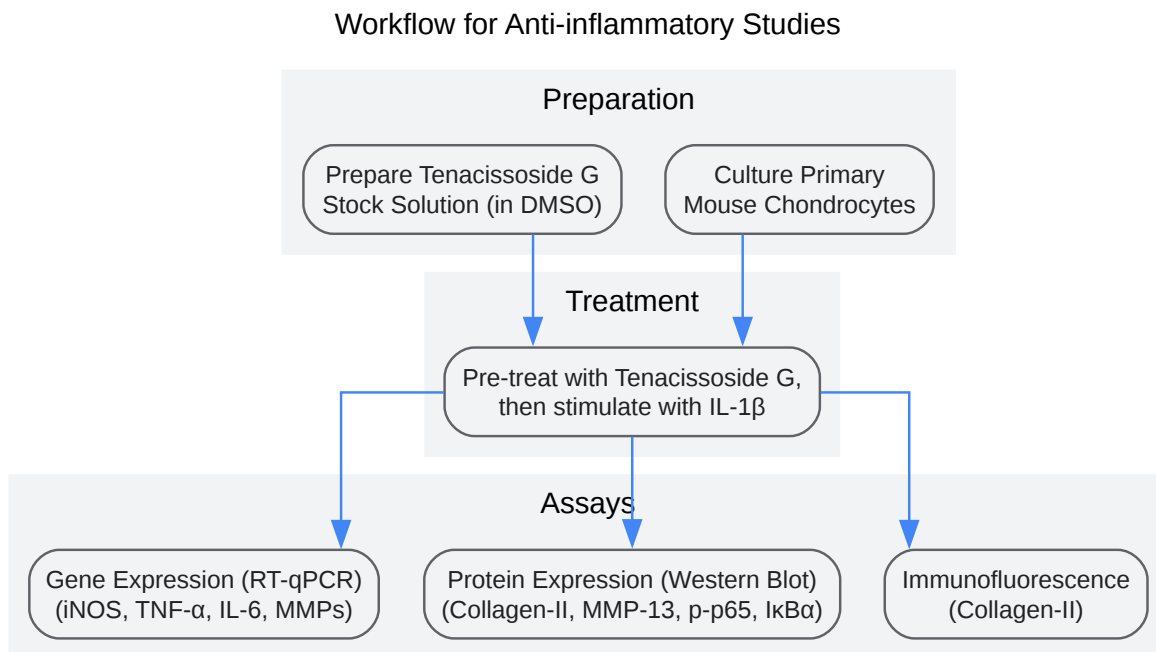 Workflow for Anti-inflammatory Studies
Preparation
Prepare Tenacissoside G
Stock Solution (in DMSO)
Culture Primary
Mouse Chondrocytes
Treatment
Pre-treat with Tenacissoside G,
then stimulate with IL-1β
Assays
Gene Expression (RT-qPCR)
(iNOS, TNF-α, IL-6, MMPs)
Protein Expression (Western Blot)
(Collagen-II, MMP-13, p-p65, IκBα)
Immunofluorescence
(Collagen-II)